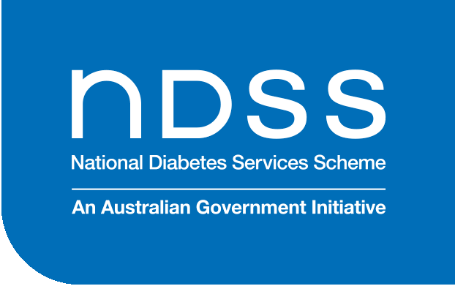 nDSS
National Diabetes Services Scheme
An Australian Government Initiative